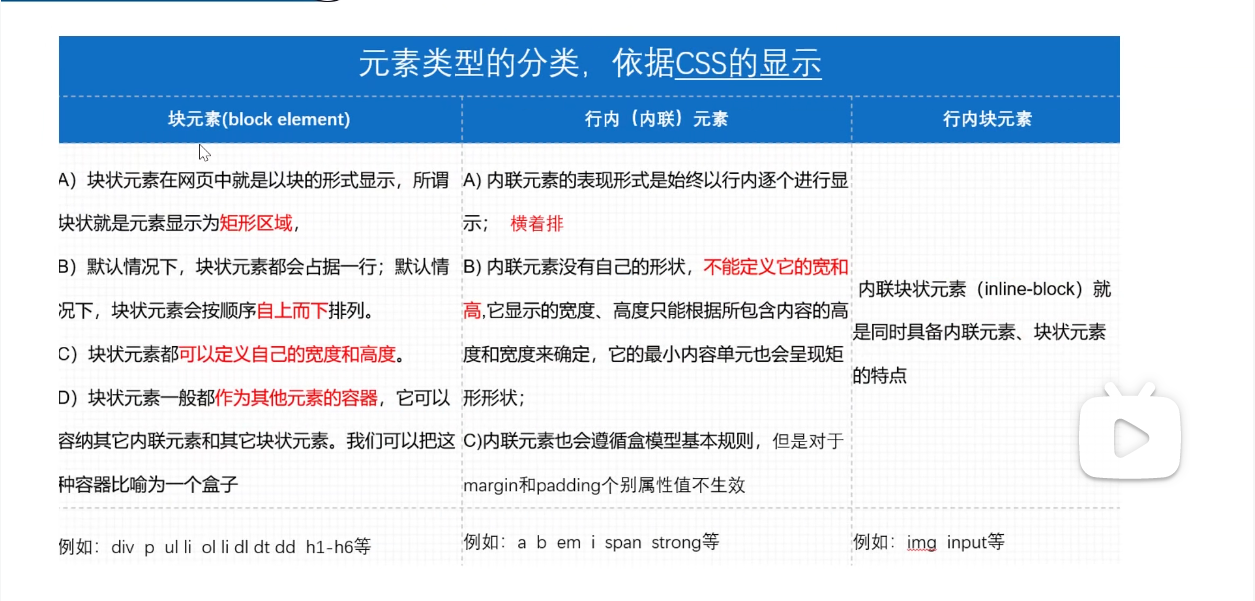 元素类型的分类，依据CSS的显示
块元素(block element)
行内（内联）元素
行内块元素
A）块状元素在网页中就是以块的形式显示，所谓
块状就是元素显示为矩形区域,
B）默认情况下，块状元素都会占据一行；默认情
况下，块状元素会按顺序自上而下排列。
C）块状元素都可以定义自己的宽度和高度。
D）块状元素一般都作为其他元素的容器，它可以
容纳其它内联元素和其它块状元素。我们可以把这
种容器比喻为一个盒子
A) 内联元素的表现形式是始终以行内逐个进行显
示； 横着排
B) 内联元素没有自己的形状，不能定义它的宽和
高,它显示的宽度、高度只能根据所包含内容的高
度和宽度来确定，它的最小内容单元也会呈现矩
形形状；
C)内联元素也会遵循盒模型基本规则，但是对于
margin和padding个别属性值不生效
内联块状元素（inline-block）就
是同时具备内联元素、块状元素
的特点
例如：div p ul li ol li dl dt dd h1-h6等
例如：a b em i span strong等
例如：img input等